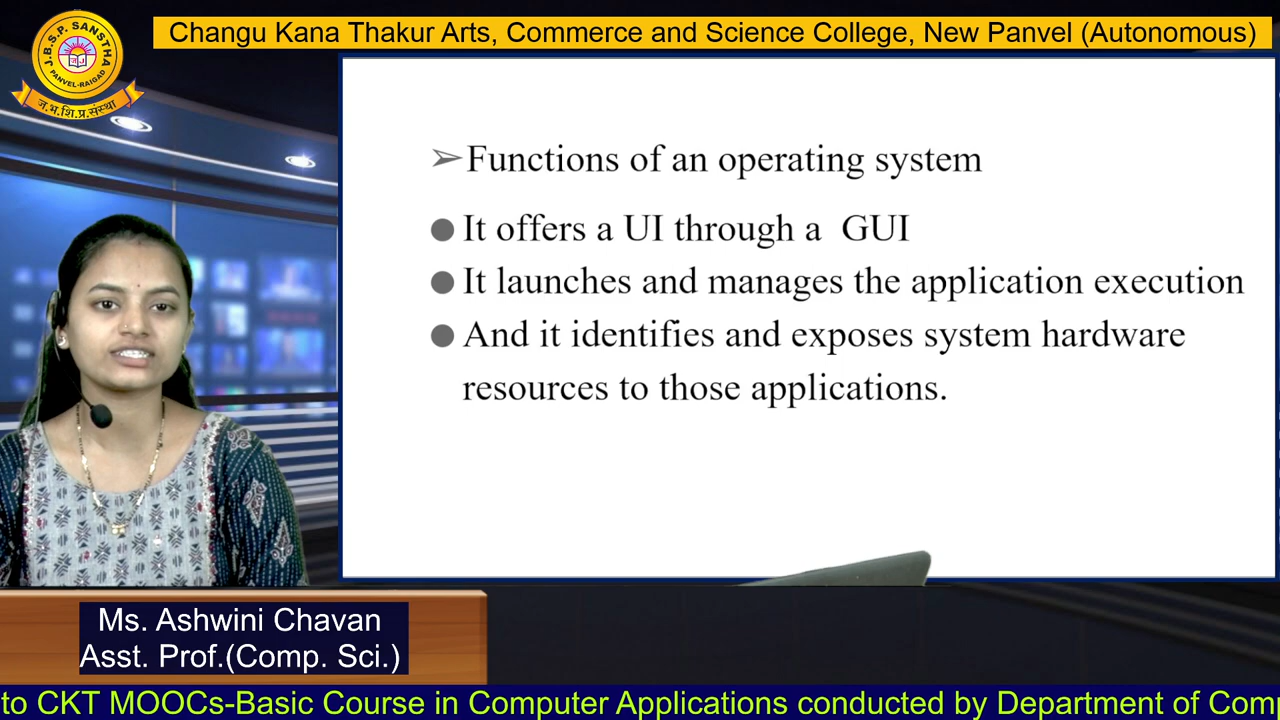 Changu Kana Thakur Arts, Commerce and Science College, New Panvel (Autonomous)
J.B.S.P. SANSTHA
PANVEL-RAIGAD
ज.भ.शि.प्र.संस्था
➢Functions of an operating system
● It offers a UI through a GUI
● It launches and manages the application execution
● And it identifies and exposes system hardware
resources to those applications.
Ms. Ashwini Chavan
Asst. Prof.(Comp. Sci.)
to CKT MOOCs-Basic Course in Computer Applications conducted by Department of Com